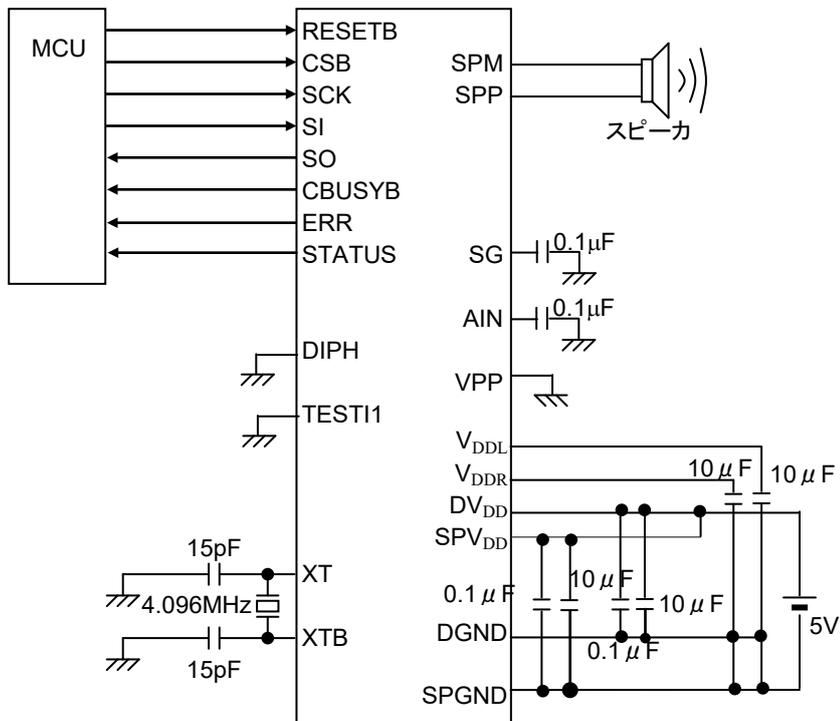 MCU
RESETB
CSB
SCK
SI
SO
CBUSYB
ERR
STATUS
DIPH
TESTI1
15pF
XT
4.096MHz
XTB
15pF
SPM
SPP
スピーカ
SG
0.1μF
AIN
0.1μF
VPP
VDDL
VDDR
10μF
10μF
DVDD
SPVDD
0.1μF
10μF
10μF
DGND
0.1μF
5V
SPGND